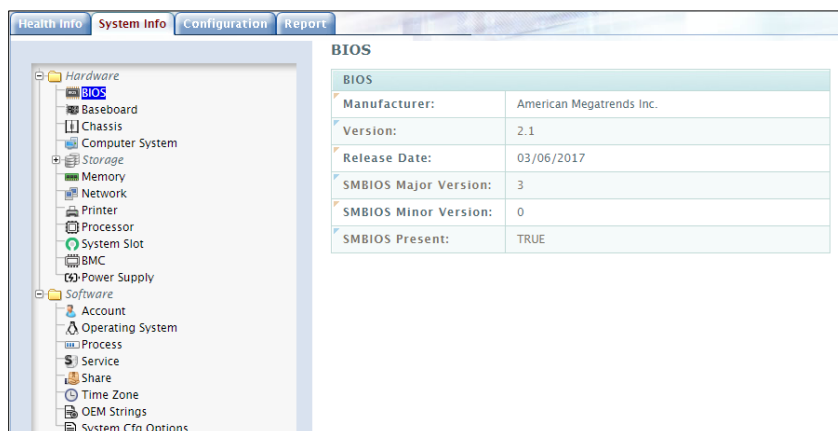 Health Info System Info Configuration Report
Hardware
BIOS
Baseboard
Chassis
Computer System
Storage
Memory
Network
Printer
Processor
System Slot
BMC
Power Supply
Software
Account
Operating System
Process
Service
Share
Time Zone
OEM Strings
System Cfg Options
BIOS
BIOS
Manufacturer: American Megatrends Inc.
Version: 2.1
Release Date: 03/06/2017
SMBIOS Major Version: 3
SMBIOS Minor Version: 0
SMBIOS Present: TRUE